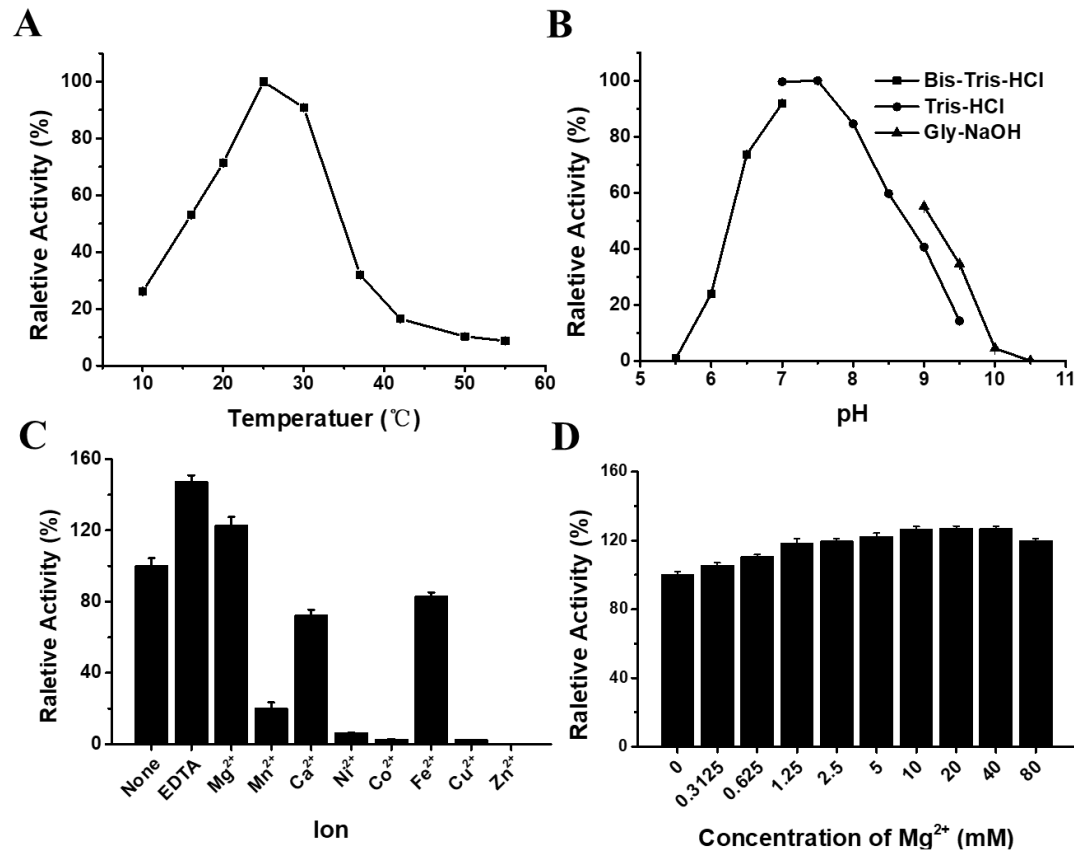 A
Raletive Activity (%)
100
80
60
40
20
0
10 20 30 40 50 60
Temperatuer (℃)
B
Raletive Activity (%)
100
80
60
40
20
0
5 6 7 8 9 10 11
pH
Bis-Tris-HCl
Tris-HCl
Gly-NaOH
C
Raletive Activity (%)
160
120
80
40
0
None EDTA Mg²⁺ Mn²⁺ Ca²⁺ Ni²⁺ Co²⁺ Fe²⁺ Cu²⁺ Zn²⁺
Ion
D
Raletive Activity (%)
160
120
80
40
0
0 0.3125 0.625 1.25 2.5 5 10 20 40 80
Concentration of Mg²⁺ (mM)